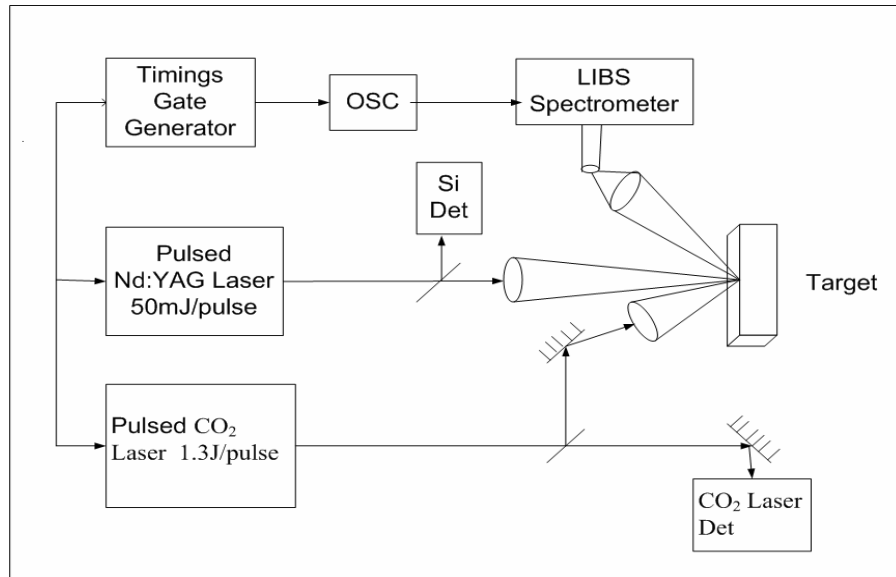 Timings
Gate
Generator
OSC
LIBS
Spectrometer
Si
Det
Pulsed
Nd:YAG Laser
50mJ/pulse
Target
Pulsed CO₂
Laser 1.3J/pulse
CO₂ Laser
Det